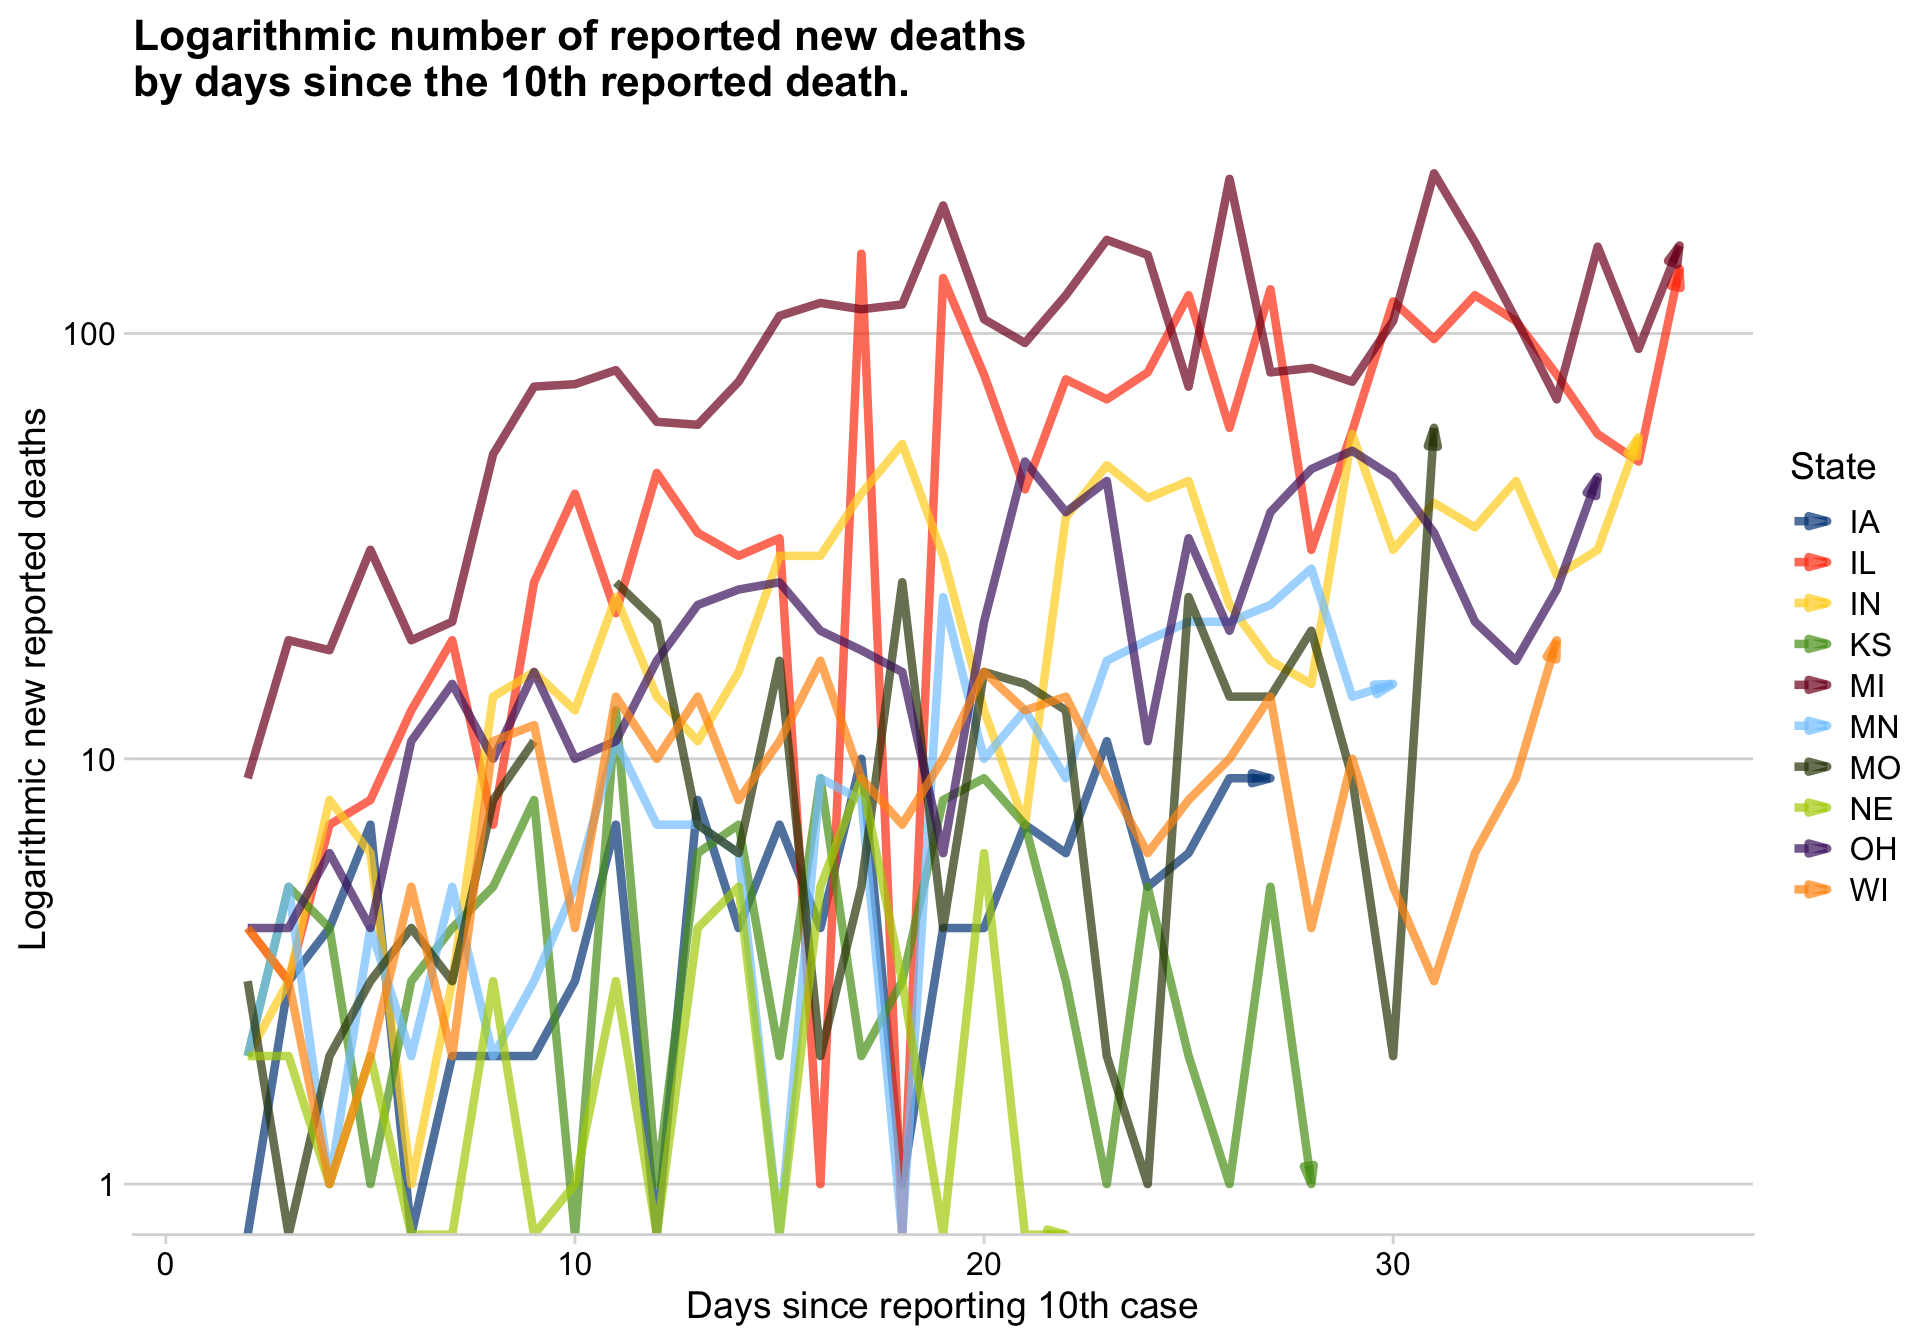 Logarithmic number of reported new deaths
by days since the 10th reported death.
100
10
1
Logarithmic new reported deaths
0 10 20 30
Days since reporting 10th case
State
IA
IL
IN
KS
MI
MN
MO
NE
OH
WI